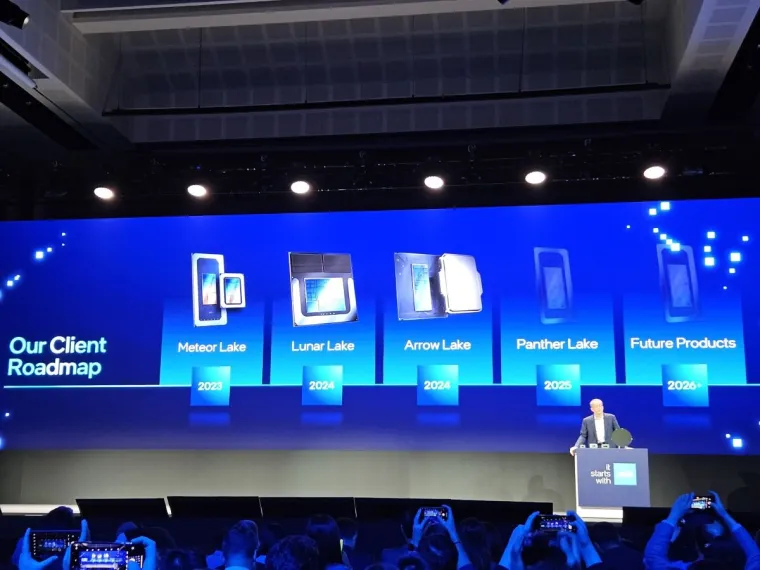 Our Client
Roadmap
Meteor Lake
Lunar Lake
Arrow Lake
Panther Lake
Future Products
2023
2024
2024
2025
2026+
it
starts
with